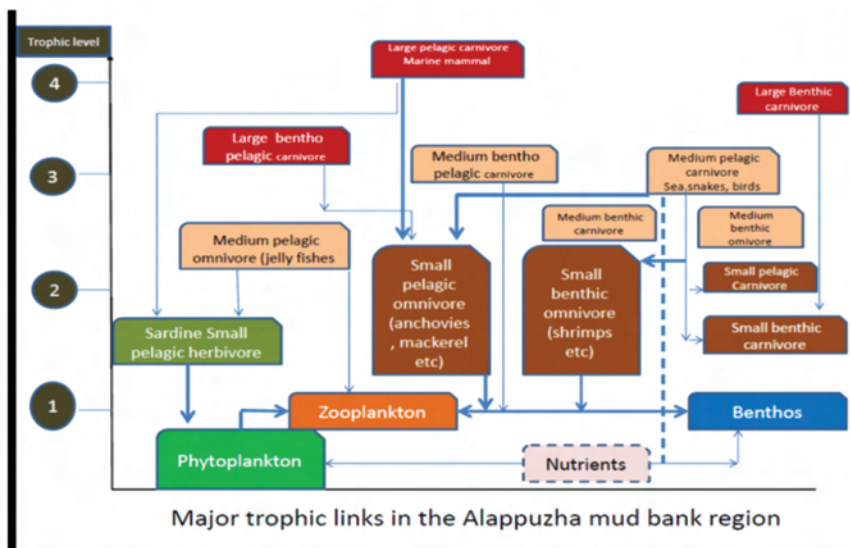 Trophic level
4
3
2
1
Large pelagic carnivore
Marine mammal
Large Benthic
carnivore
Large bentho
pelagic carnivore
Medium bentho
pelagic carnivore
Medium pelagic
carnivore
Sea snakes, birds
Medium benthic
carnivore
Medium
benthic
omivore
Medium pelagic
omnivore (jelly fishes
Small
pelagic
omnivore
(anchovies
, mackerel
etc)
Small
benthic
omnivore
(shrimps
etc)
Small pelagic
Carnivore
Small benthic
carnivore
Sardine Small
pelagic herbivore
Zooplankton
Benthos
Phytoplankton
Nutrients
Major trophic links in the Alappuzha mud bank region